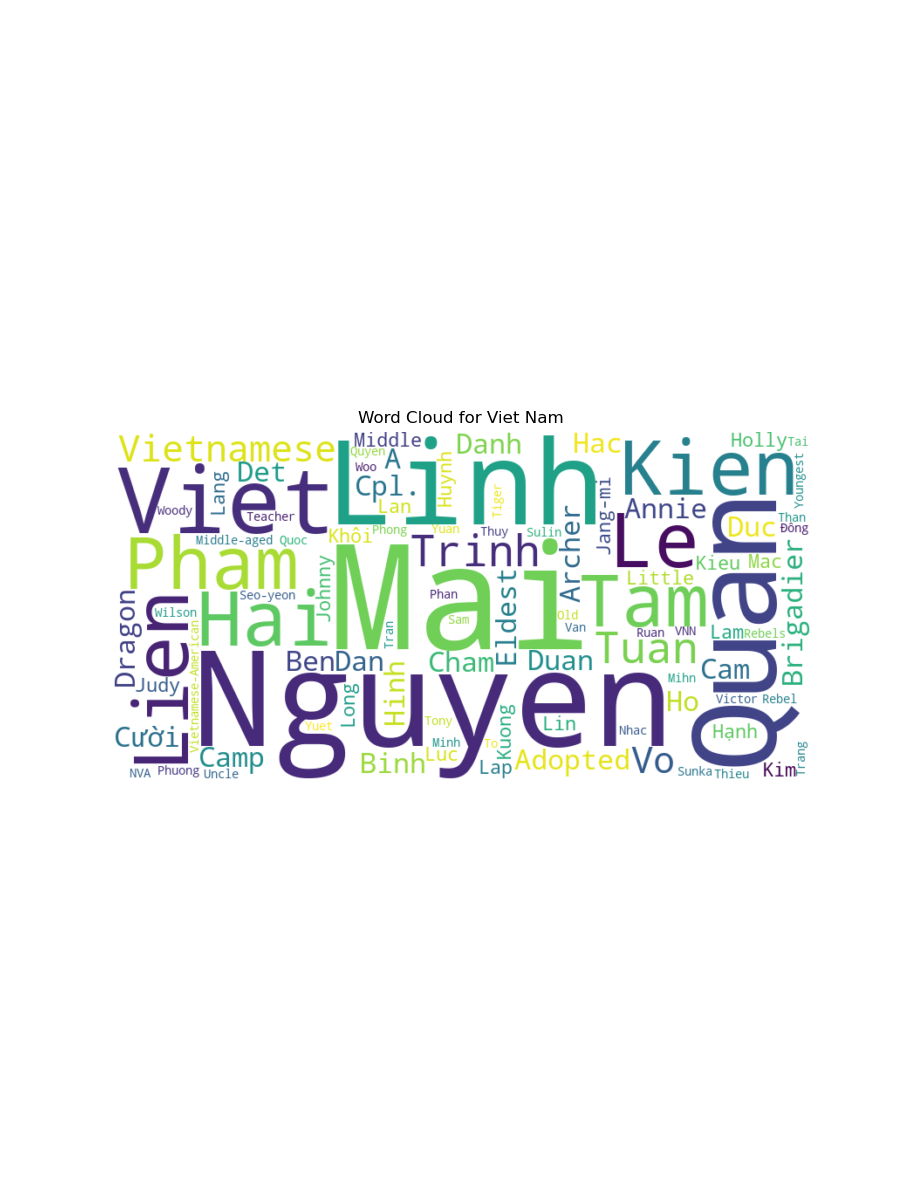 Word Cloud for Viet Nam
Vietnamese
Middle
Quyen
A
Danh
Hac
Holly
Tai
Linh
Kien
Youngest
Viet
Lang
Det
Woo
Cpl.
Huynh
Tiger
Jang-mi
Annie
Woody
Teacher
Lan
Archer
Le
Duc
Than
Đông
Quan
Middle-aged
Quoc
Khôi
Phong
Yuan
Thuy
Sulin
Pham
Trinh
Mai
Tam
Little
Kieu
Mac
Brigadier
Johnny
Eldest
Dragon
Lien
Wilson
Hai
Seo-yeon
Phan
Sam
Old
Van
Tran
Tuan
Ruan
VNN
Lam
Rebels
Vietnamese-American
Judy
Ben
Dan
Cham
Duan
Cam
Mihn
Nguyen
Long
Hinh
Ho
Victor
Rebel
Cười
Yuet
Tony
Kuong
Lin
Nhac
Hạnh
Camp
Binh
Minh
Luc
To
Lap
Adopted
Vo
Trang
NVA
Phuong
Uncle
Sunka
Thieu
Kim